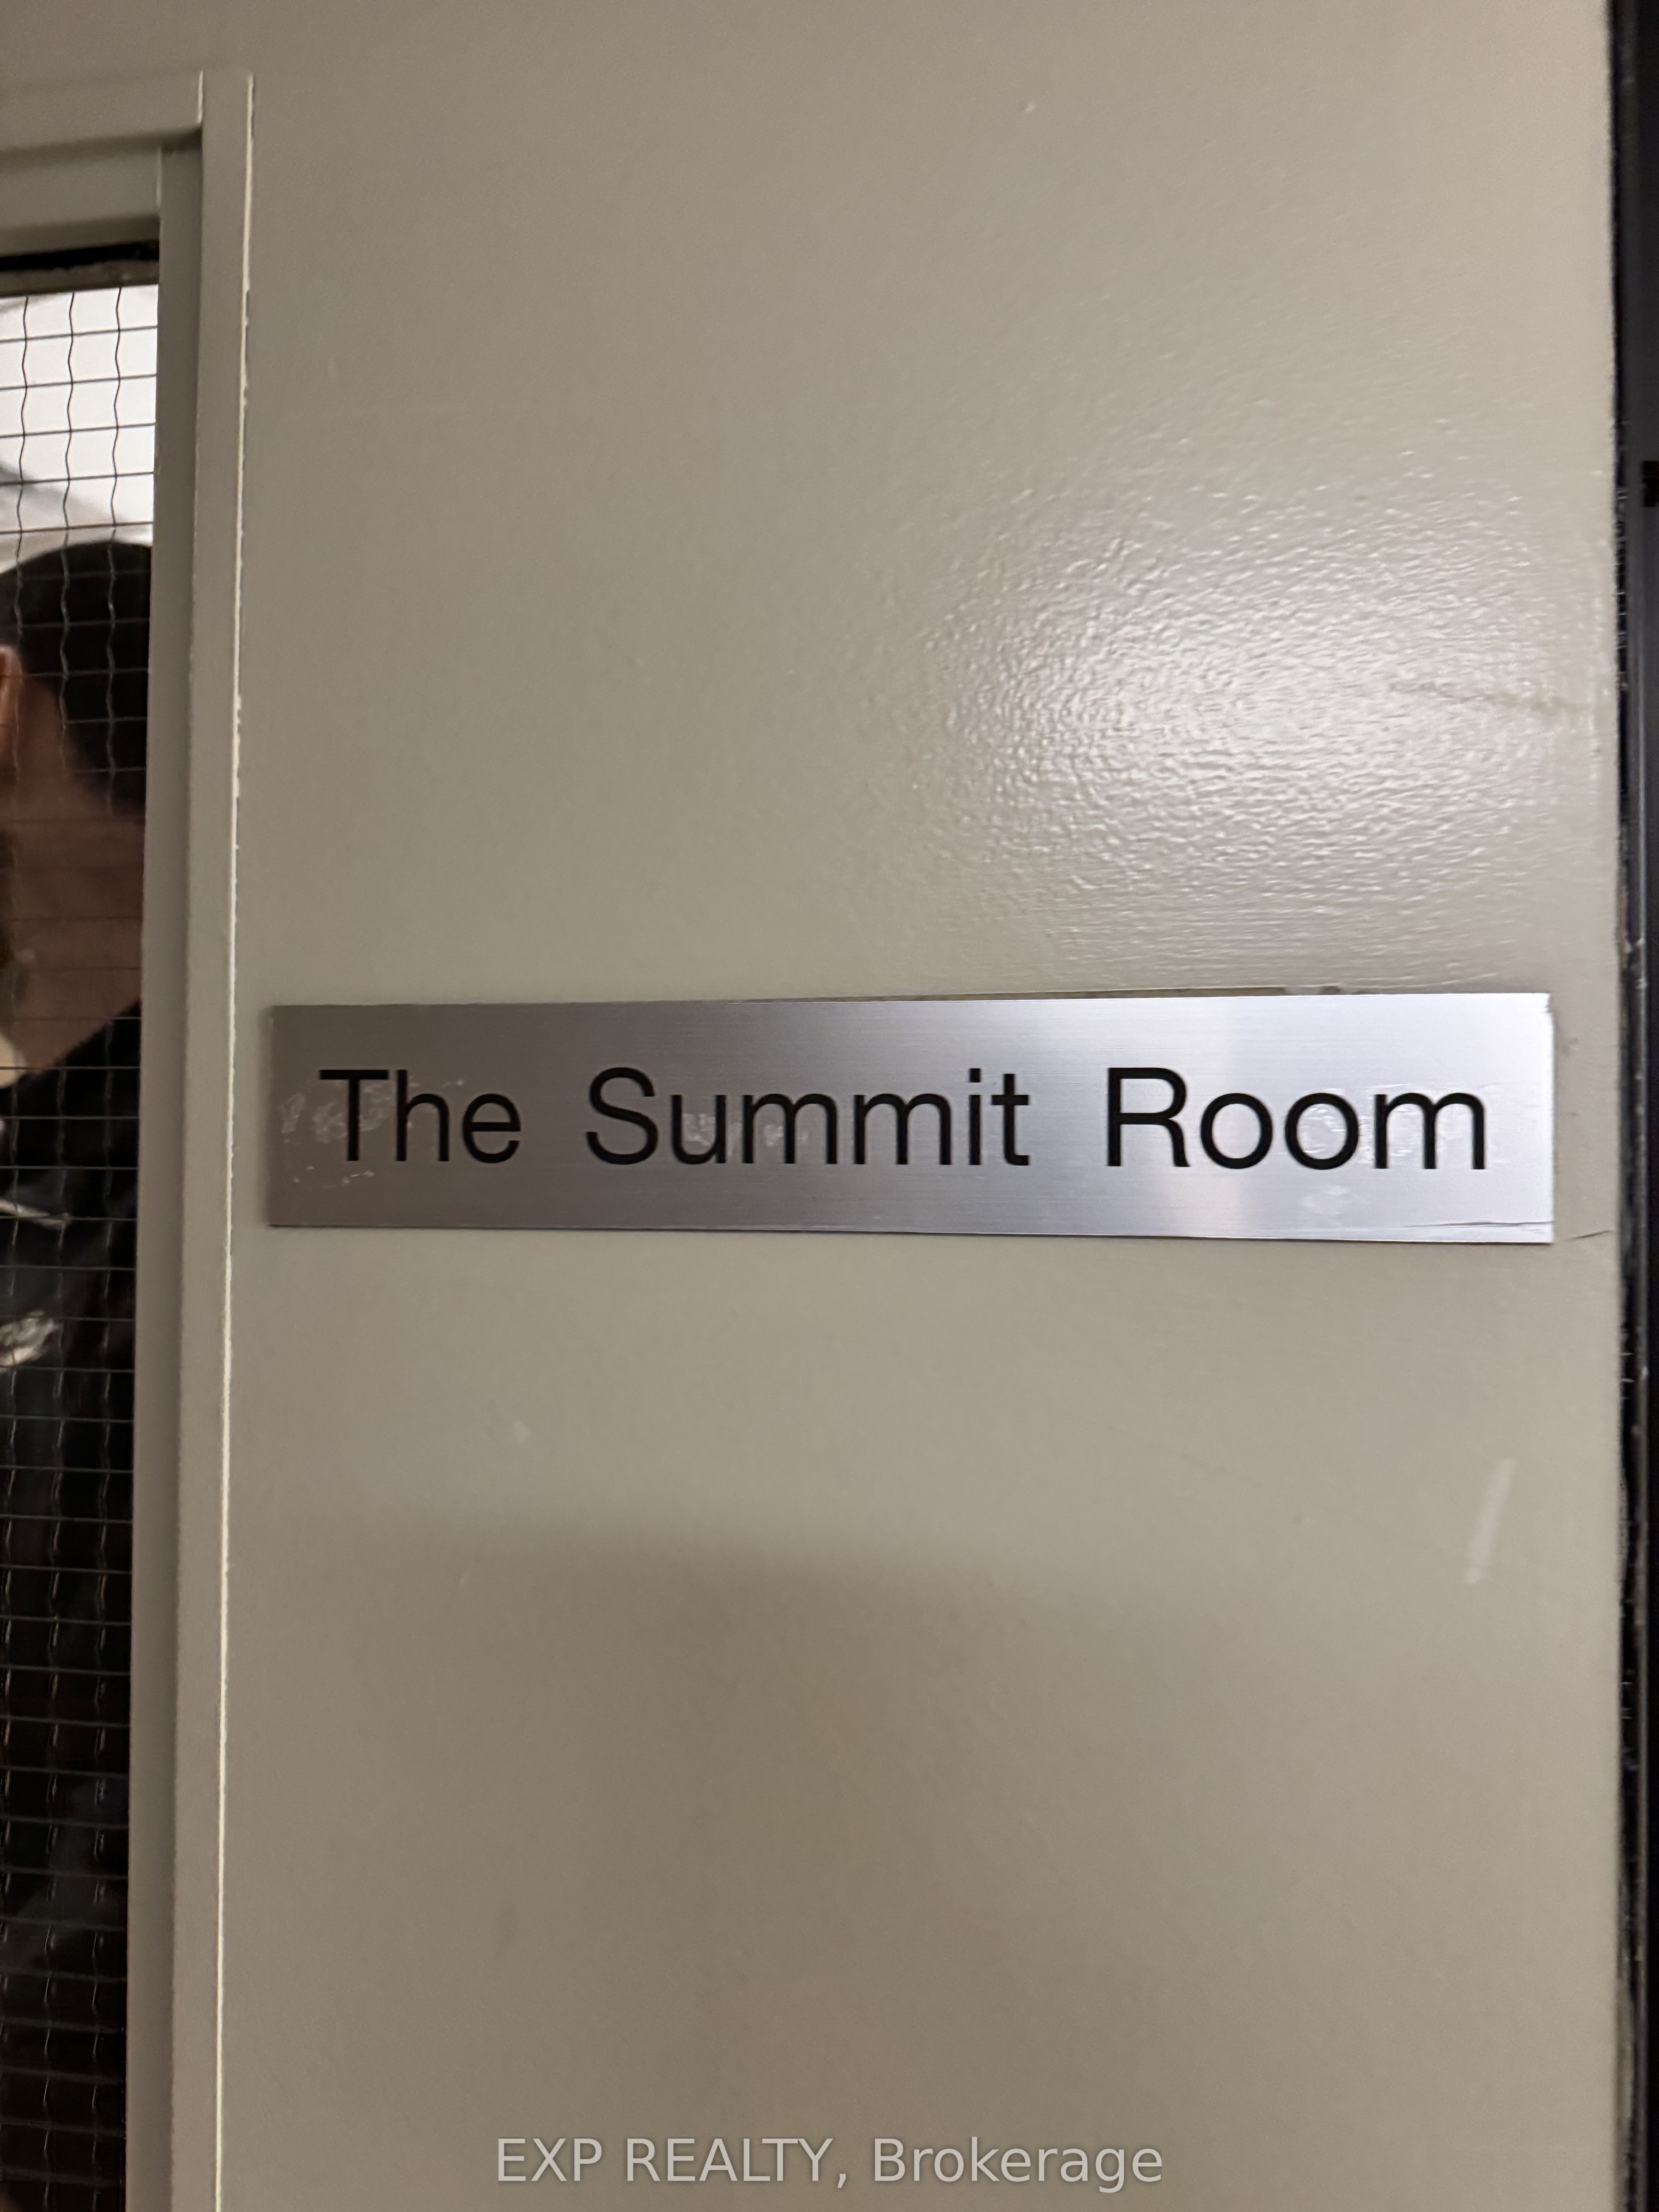 The Summit Room
EXP REALTY, Brokerage